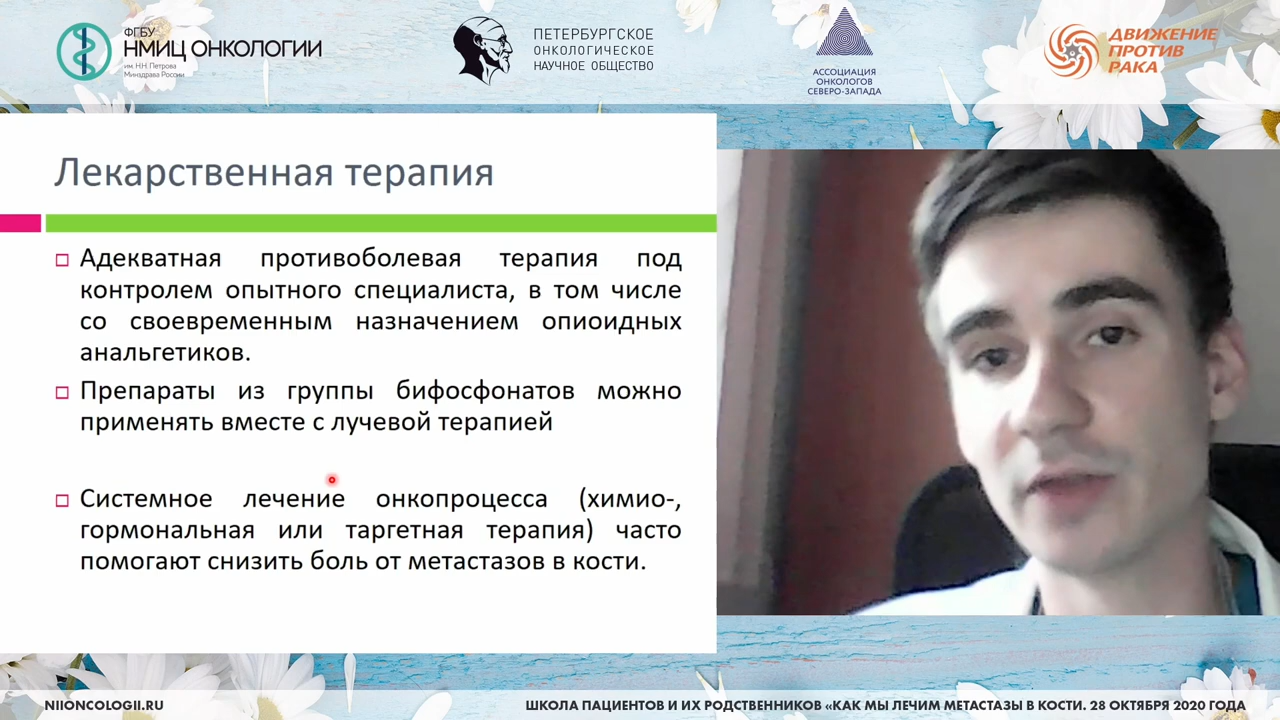 ФГБУ
НМИЦ ОНКОЛОГИИ
им. Н.Н. Петрова
Минздрава России
ПЕТЕРБУРГСКОЕ
ОНКОЛОГИЧЕСКОЕ
НАУЧНОЕ ОБЩЕСТВО
АССОЦИАЦИЯ
ОНКОЛОГОВ
СЕВЕРО-ЗАПАДА
ДВИЖЕНИЕ
ПРОТИВ
РАКА
Лекарственная терапия
Адекватная противоболевая терапия под
контролем опытного специалиста, в том числе
со своевременным назначением опиоидных
анальгетиков.
Препараты из группы бифосфонатов можно
применять вместе с лучевой терапией
Системное лечение онкопроцесса (химио-,
гормональная или таргетная терапия) часто
помогают снизить боль от метастазов в кости.
NIIONCOLOGII.RU
ШКОЛА ПАЦИЕНТОВ И ИХ РОДСТВЕННИКОВ «КАК МЫ ЛЕЧИМ МЕТАСТАЗЫ В КОСТИ. 28 ОКТЯБРЯ 2020 ГОДА